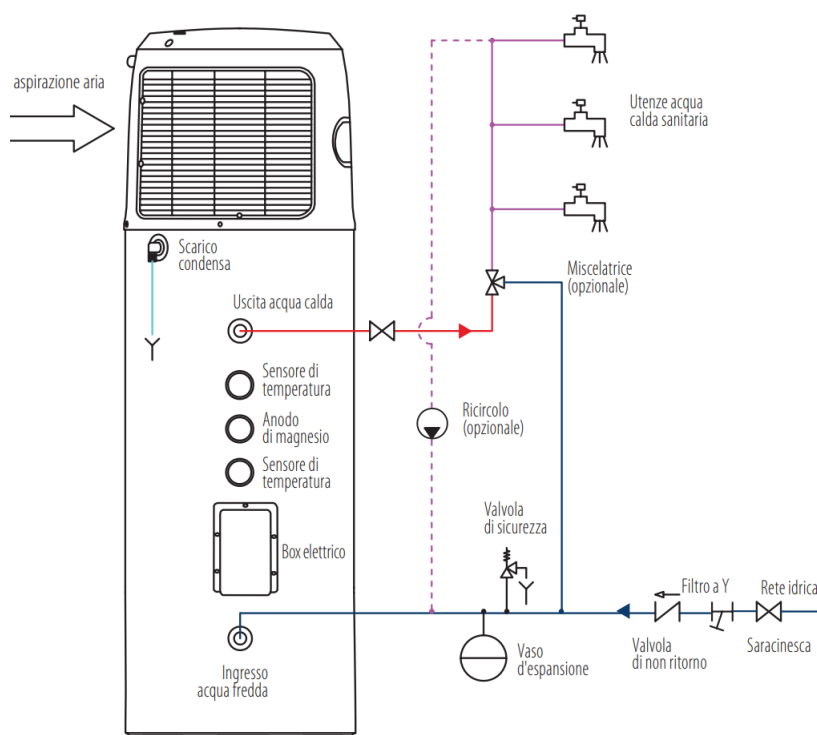 aspirazione aria
Utenze acqua
calda sanitaria
Scarico
condensa
Miscelatrice
(opzionale)
Uscita acqua calda
Sensore di
temperatura
Anodo
di magnesio
Sensore di
temperatura
Ricircolo
(opzionale)
Valvola
di sicurezza
Box elettrico
Filtro a Y
Rete idrica
Ingresso
acqua fredda
Vaso
d'espansione
Valvola
di non ritorno
Saracinesca